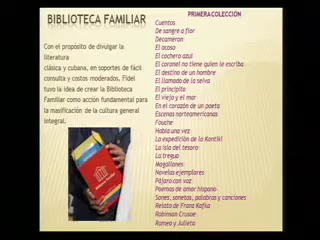 BIBLIOTECA FAMILIAR
Con el propósito de divulgar la
literatura
clásica y cubana, en soportes de fácil
consulta y costos moderados, Fidel
tuvo la idea de crear la Biblioteca
Familiar como acción fundamental para
la masificación de la cultura general
integral.
PRIMERA COLECCIÓN
Cuentos
De sangre a flor
Decameron
El acoso
El cochero azul
El coronel no tiene quien le escriba
El destino de un hombre
El llamado de la selva
El principito
El viejo y el mar
En el corazón de un poeta
Escenas norteamericanas
Fouche
Había una vez
La expedición de la Kontiki
La isla del tesoro
La tregua
Magallanes
Novelas ejemplares
Pájaro con voz
Poemas de amor hispano
Sones, sonetos, palabras y canciones
Relato de Franz Kafka
Robinson Crusoe
Romeo y Julieta